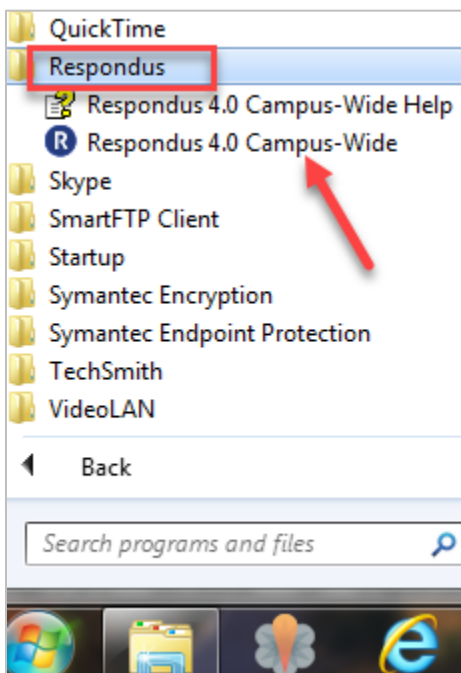 QuickTime
Respondus
Respondus 4.0 Campus-Wide Help
R Respondus 4.0 Campus-Wide
Skype
SmartFTP Client
Startup
Symantec Encryption
Symantec Endpoint Protection
TechSmith
VideoLAN
Back
Search programs and files